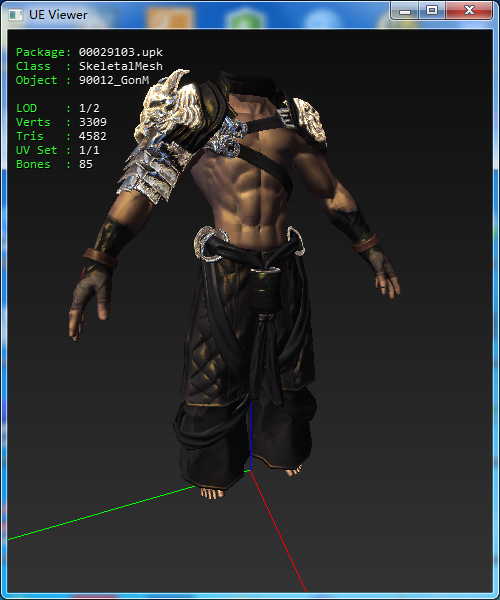 UE Viewer
Package: 00029103.upk
Class : SkeletalMesh
Object : 90012_GonM
LOD : 1/2
Verts : 3309
Tris : 4582
UV Set : 1/1
Bones : 85